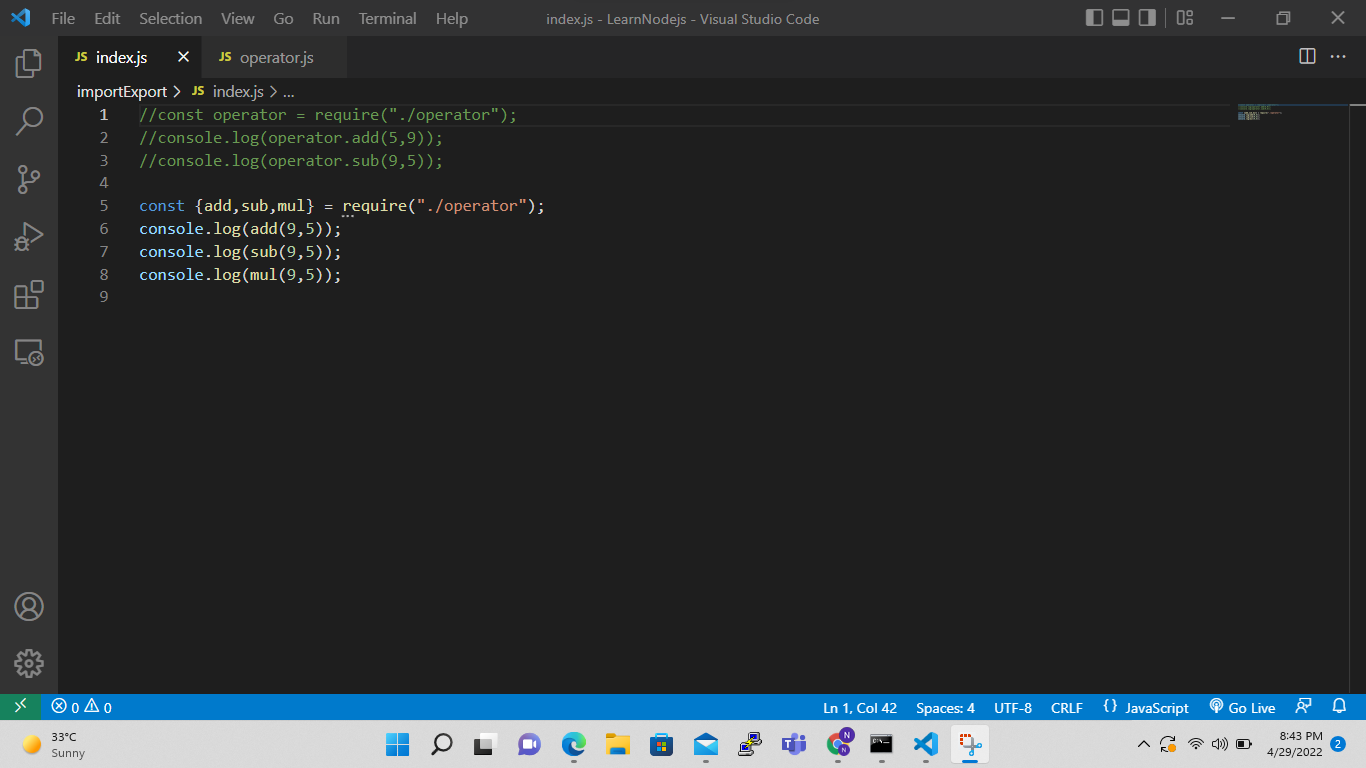 File Edit Selection View Go Run Terminal Help
index.js - LearnNodejs - Visual Studio Code
JS index.js
JS operator.js
importExport > JS index.js > ...
1 //const operator = require("./operator");
2 //console.log(operator.add(5,9));
3 //console.log(operator.sub(9,5));
4
5 const {add,sub,mul} = require("./operator");
6 console.log(add(9,5));
7 console.log(sub(9,5));
8 console.log(mul(9,5));
9
0 0
Ln 1, Col 42 Spaces: 4 UTF-8 CRLF {} JavaScript Go Live
33°C
Sunny
N
N
8:43 PM
4/29/2022
2